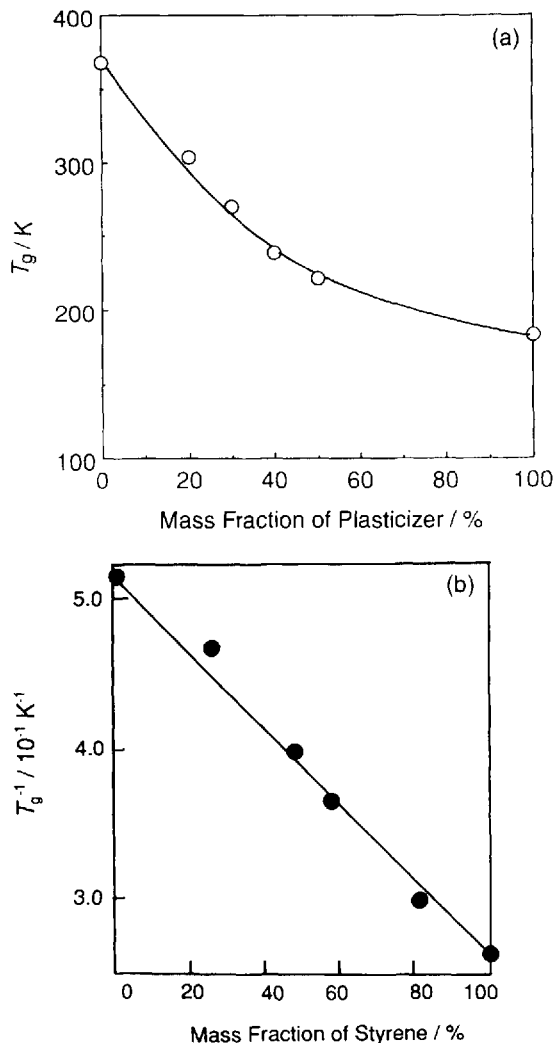 400
(a)
300
T_g / K
200
100
0 20 40 60 80 100
Mass Fraction of Plasticizer / %
(b)
5.0
4.0
T_g⁻¹ / 10⁻¹ K⁻¹
3.0
0 20 40 60 80 100
Mass Fraction of Styrene / %